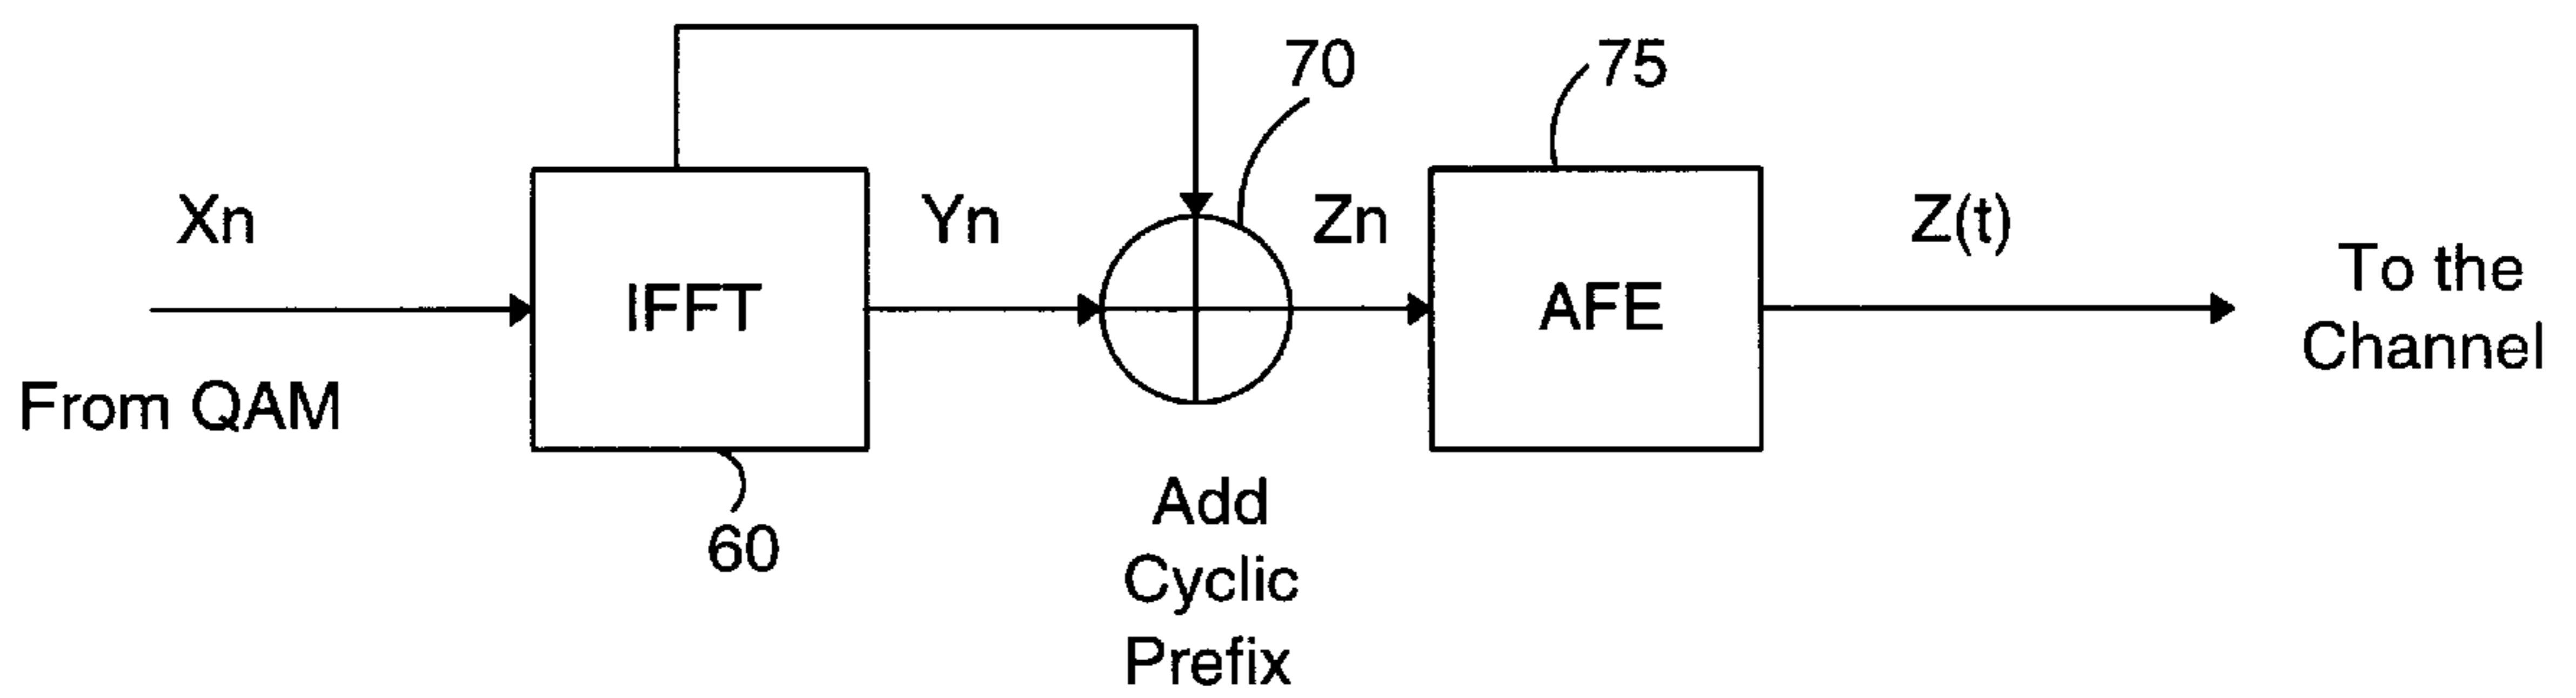 70
75
Xn
Yn
Zn
Z(t)
To the
Channel
IFFT
AFE
From QAM
60
Add
Cyclic
Prefix